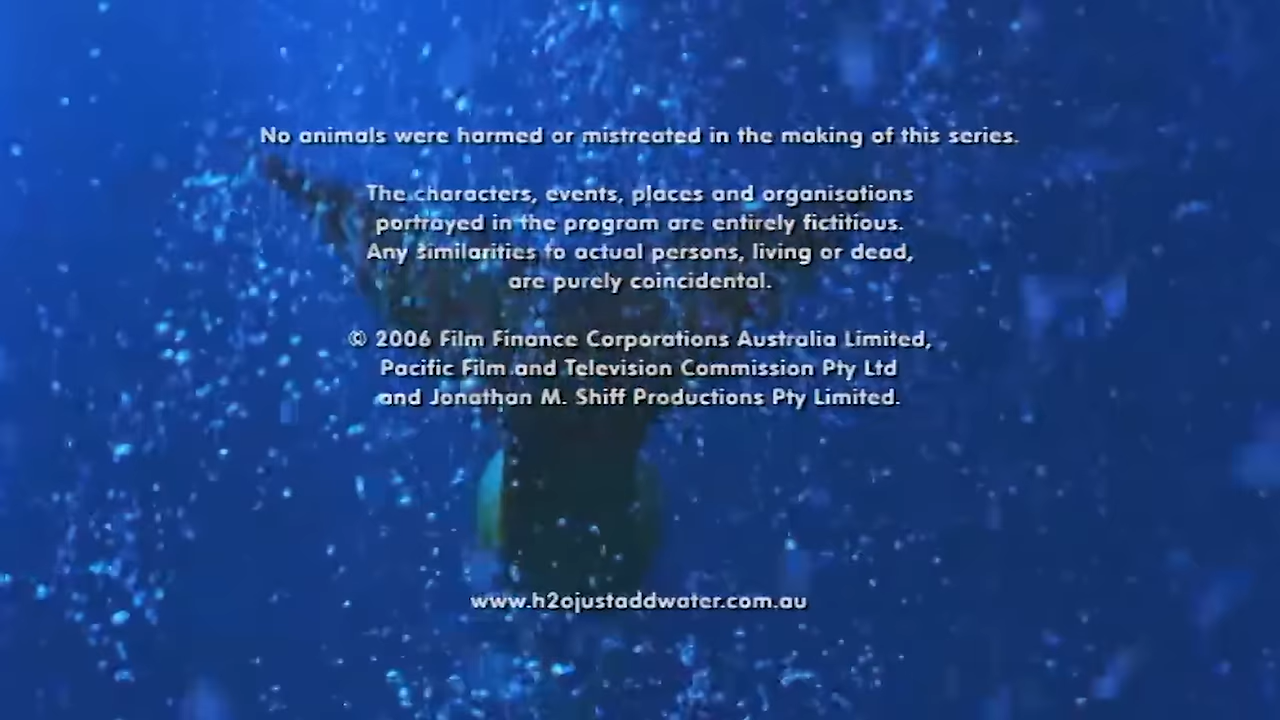 No animals were harmed or mistreated in the making of this series.
The characters, events, places and organisations
portrayed in the program are entirely fictitious.
Any similarities to actual persons, living or dead,
are purely coincidental.
© 2006 Film Finance Corporations Australia Limited,
Pacific Film and Television Commission Pty Ltd
and Jonathan M. Shiff Productions Pty Limited.
www.h2ojustaddwater.com.au